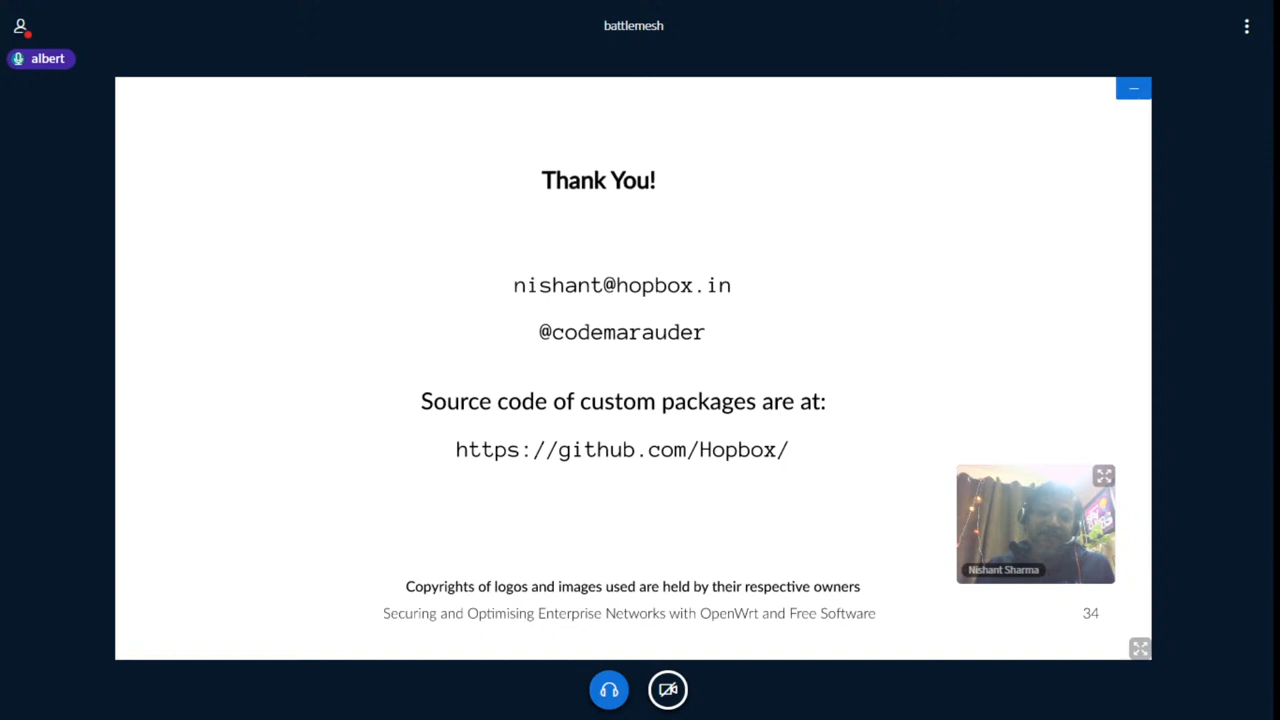 battlemesh
albert
Thank You!
nishant@hopbox.in
@codemarauder
Source code of custom packages are at:
https://github.com/Hopbox/
Nishant Sharma
Copyrights of logos and images used are held by their respective owners
Securing and Optimising Enterprise Networks with OpenWrt and Free Software
34